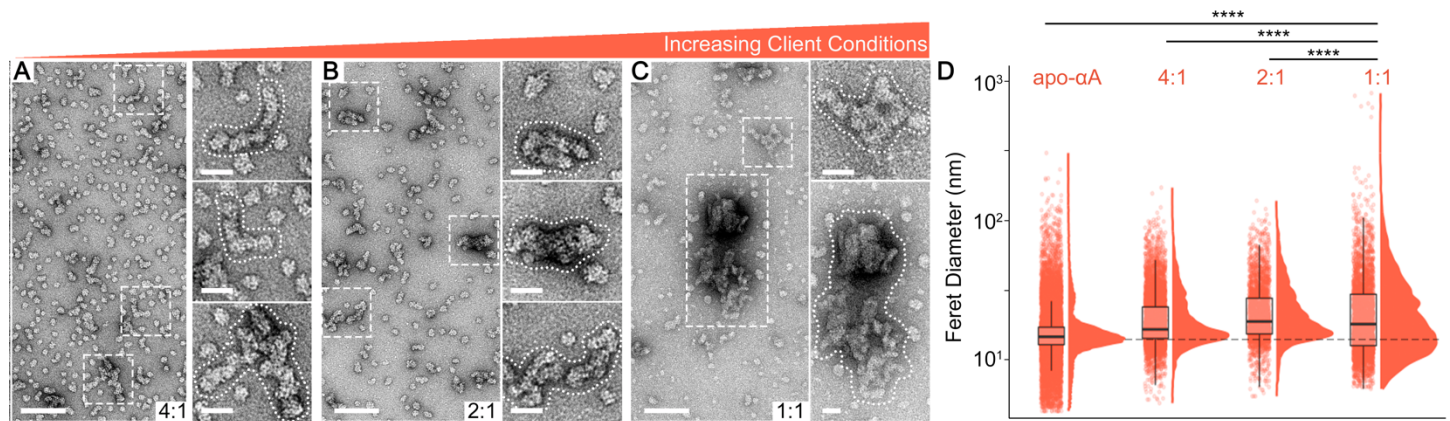 Increasing Client Conditions
A
4:1
B
2:1
C
1:1
D
****
****
****
apo-αA 4:1 2:1 1:1
Feret Diameter (nm)
10³
10²
10¹